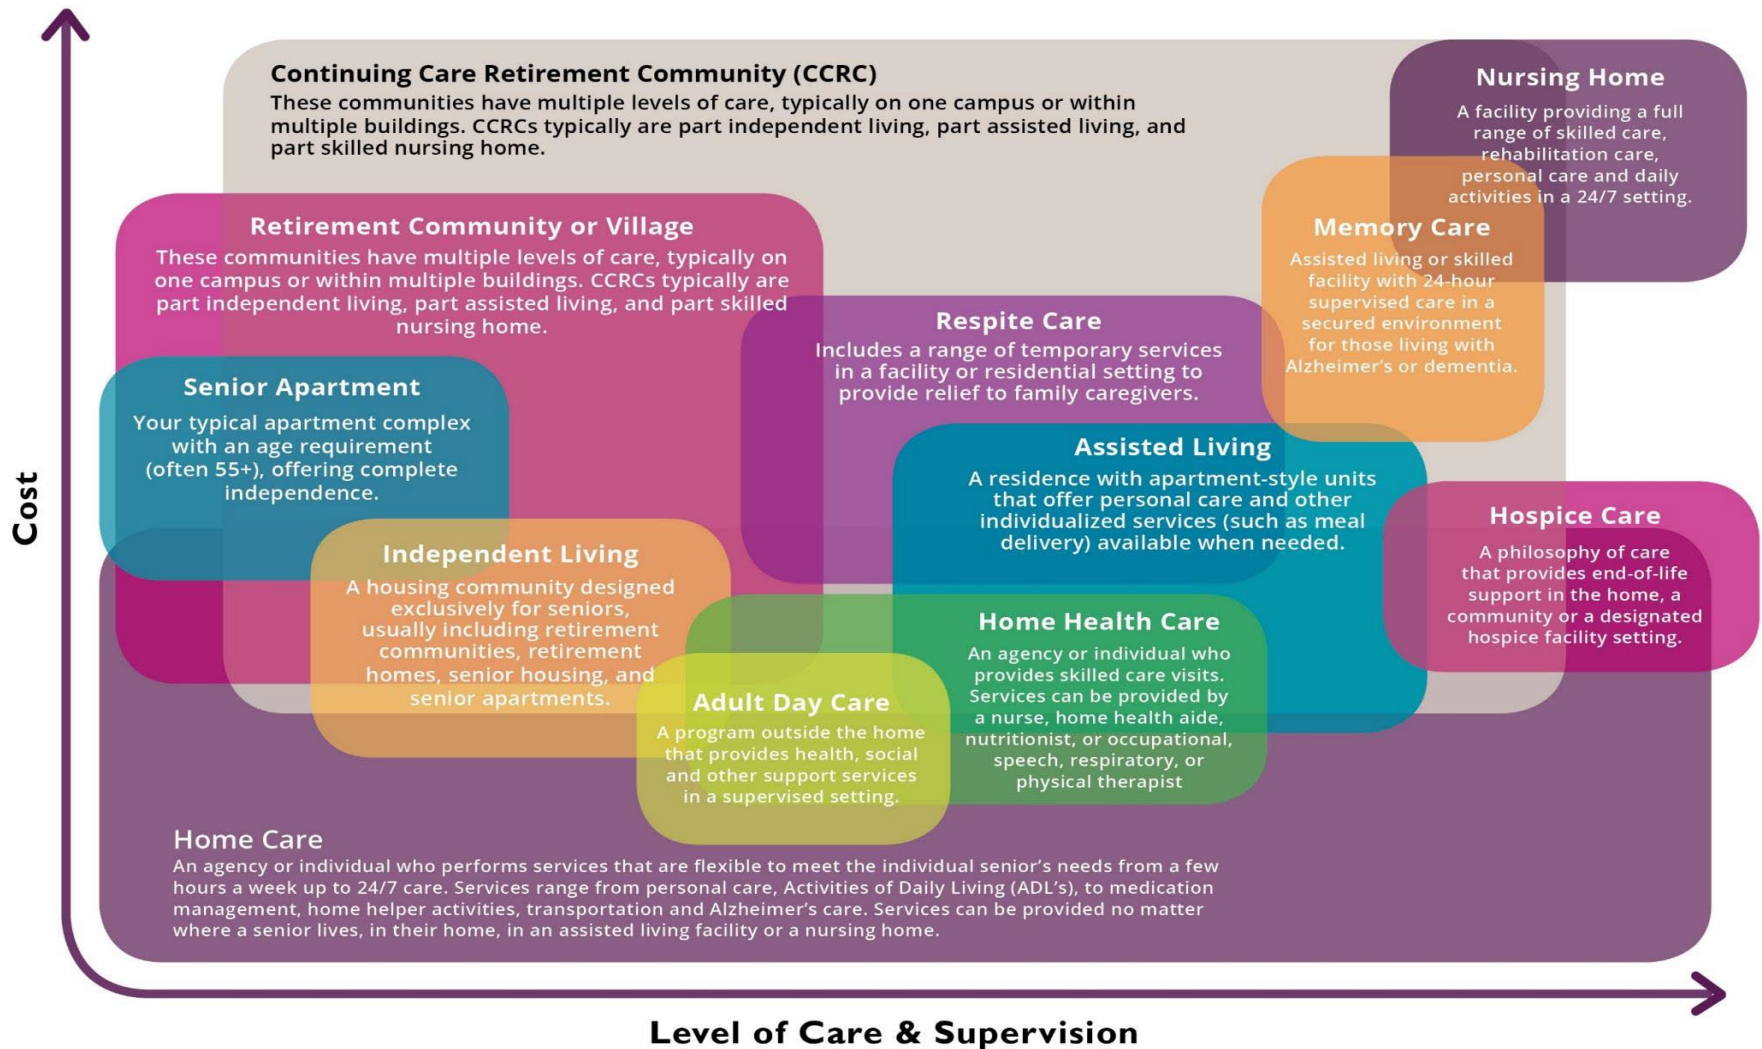 Continuing Care Retirement Community (CCRC)
These communities have multiple levels of care, typically on one campus or within
multiple buildings. CCRCs typically are part independent living, part assisted living, and
part skilled nursing home.
Nursing Home
A facility providing a full
range of skilled care,
rehabilitation care,
personal care and daily
activities in a 24/7 setting.
Retirement Community or Village
These communities have multiple levels of care, typically on
one campus or within multiple buildings. CCRCs typically are
part independent living, part assisted living, and part skilled
nursing home.
Memory Care
Assisted living or skilled
facility with 24-hour
supervised care in a
secured environment
for those living with
Alzheimer's or dementia.
Respite Care
Includes a range of temporary services
in a facility or residential setting to
provide relief to family caregivers.
Senior Apartment
Your typical apartment complex
with an age requirement
(often 55+), offering complete
independence.
Assisted Living
A residence with apartment-style units
that offer personal care and other
individualized services (such as meal
delivery) available when needed.
Hospice Care
A philosophy of care
that provides end-of-life
support in the home, a
community or a designated
hospice facility setting.
Independent Living
A housing community designed
exclusively for seniors,
usually including retirement
communities, retirement
homes, senior housing, and
senior apartments.
Home Health Care
An agency or individual who
provides skilled care visits.
Services can be provided by
a nurse, home health aide,
nutritionist, or occupational,
speech, respiratory, or
physical therapist
Adult Day Care
A program outside the home
that provides health, social
and other support services
in a supervised setting.
Home Care
An agency or individual who performs services that are flexible to meet the individual senior's needs from a few
hours a week up to 24/7 care. Services range from personal care, Activities of Daily Living (ADL's), to medication
management, home helper activities, transportation and Alzheimer's care. Services can be provided no matter
where a senior lives, in their home, in an assisted living facility or a nursing home.
Cost
Level of Care & Supervision